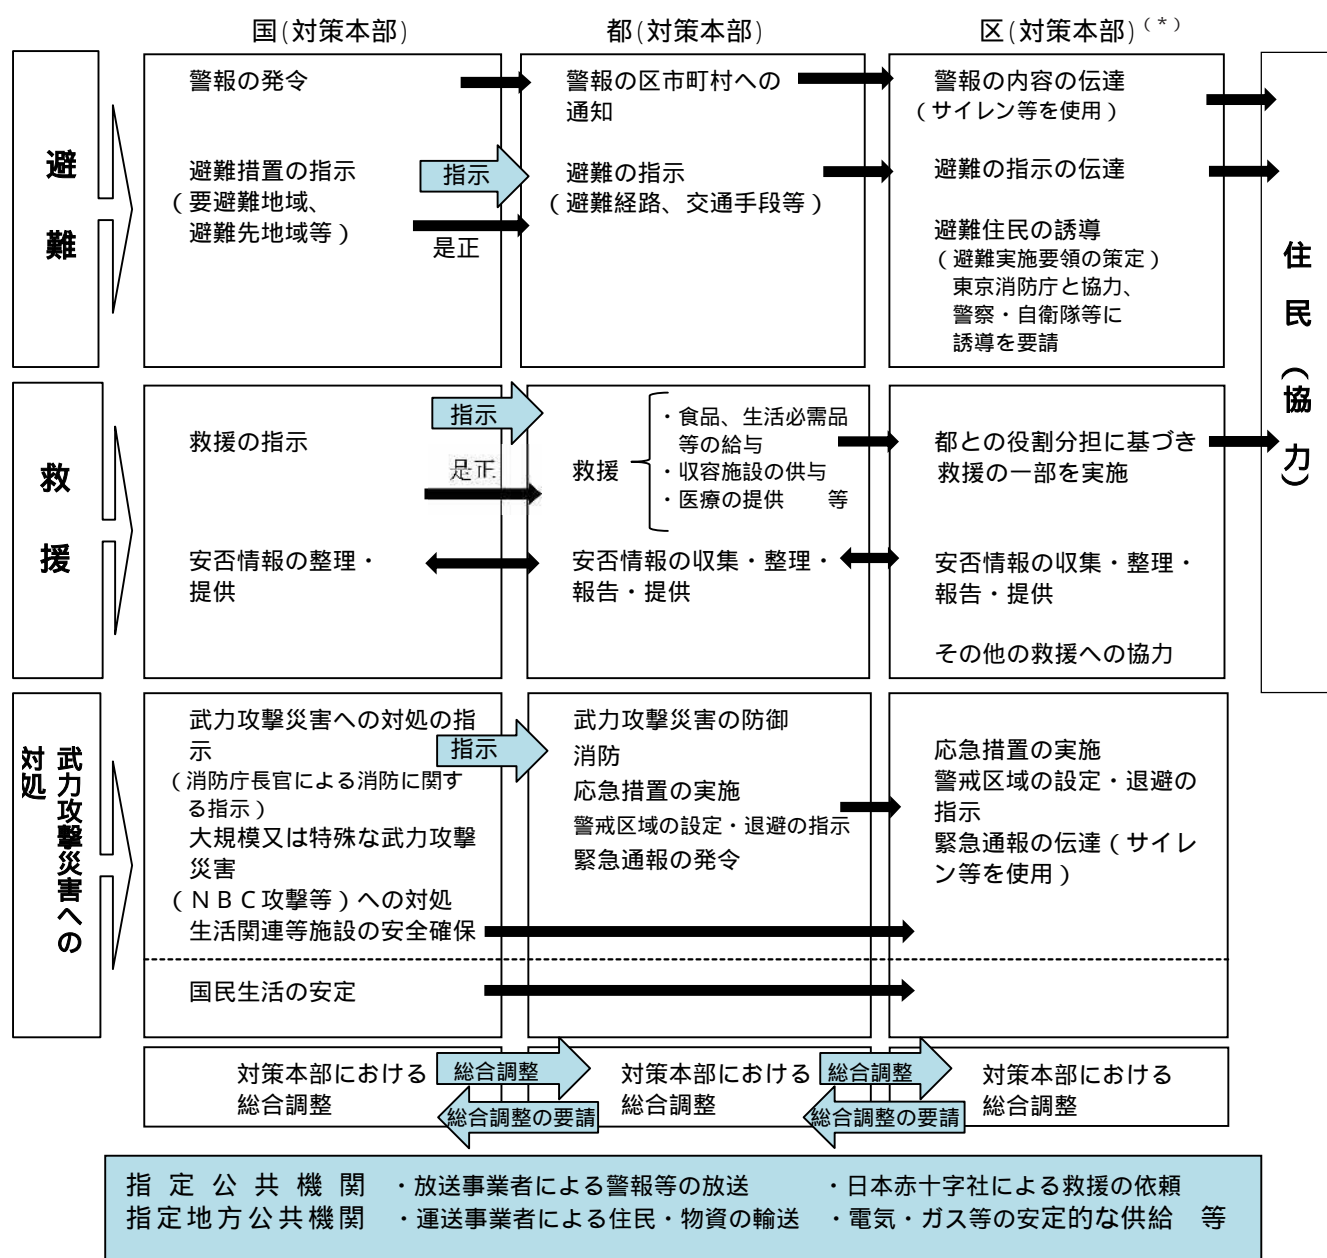 国(対策本部)
都(対策本部)
区(対策本部)(*)
避難
警報の発令
警報の区市町村への
通知
警報の内容の伝達
(サイレン等を使用)
避難措置の指示
(要避難地域、
避難先地域等)
指示
是正
避難の指示
(避難経路、交通手段等)
避難の指示の伝達
避難住民の誘導
(避難実施要領の策定)
東京消防庁と協力、
警察・自衛隊等に
誘導を要請
住民(協力)
救援
救援の指示
指示
是正
救援
・食品、生活必需品
等の給与
・収容施設の供与
・医療の提供 等
都との役割分担に基づき
救援の一部を実施
安否情報の整理・
提供
安否情報の収集・整理・
報告・提供
安否情報の収集・整理・
報告・提供
その他の救援への協力
武力攻撃災害への
対処
武力攻撃災害への対処の指
示
(消防庁長官による消防に関す
る指示)
大規模又は特殊な武力攻撃
災害
(NBC攻撃等)への対処
生活関連等施設の安全確保
国民生活の安定
指示
武力攻撃災害の防御
消防
応急措置の実施
警戒区域の設定・退避の指示
緊急通報の発令
応急措置の実施
警戒区域の設定・退避の
指示
緊急通報の伝達(サイレ
ン等を使用)
対策本部における
総合調整
総合調整
総合調整の要請
対策本部における
総合調整
総合調整
総合調整の要請
対策本部における
総合調整
指定公共機関 ・放送事業者による警報等の放送 ・日本赤十字社による救援の依頼
指定地方公共機関 ・運送事業者による住民・物資の輸送 ・電気・ガス等の安定的な供給 等